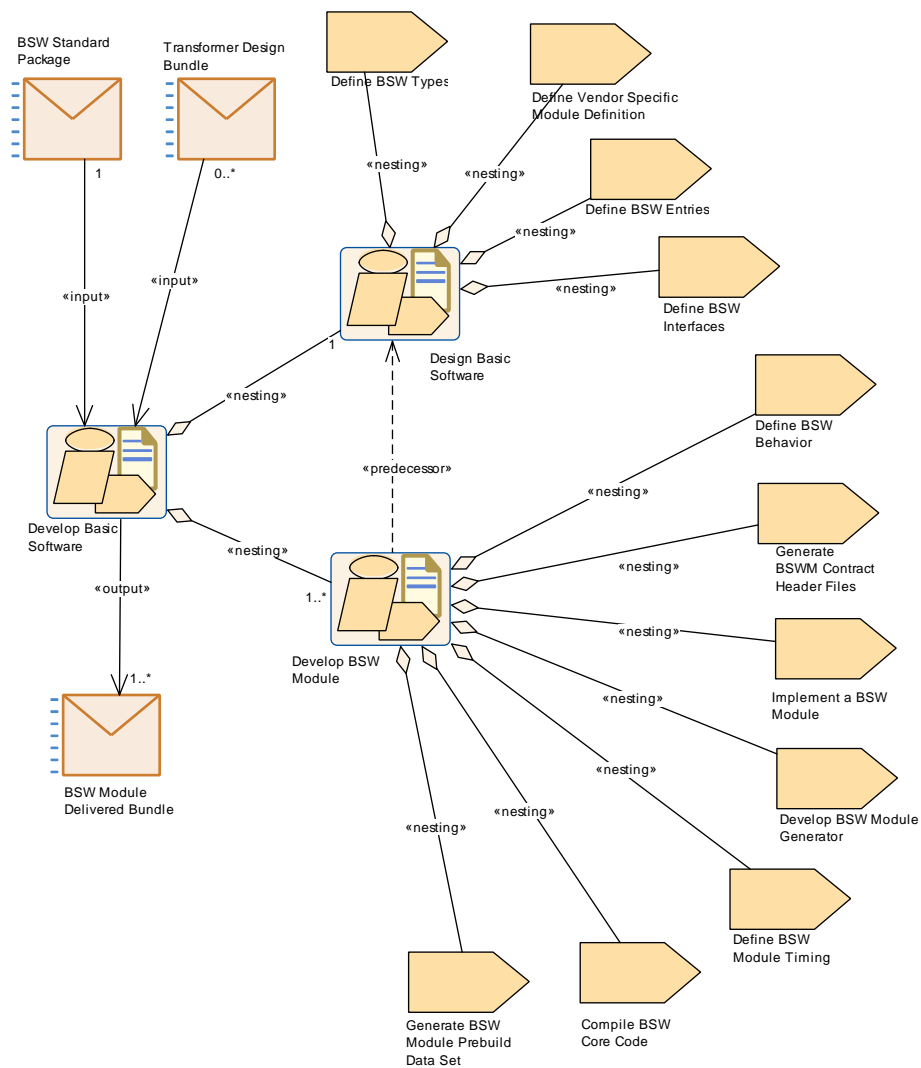 BSW Standard
Package
Transformer Design
Bundle
Define BSW Types
Define Vendor Specific
Module Definition
1
0..*
«nesting»
«nesting»
Define BSW Entries
«nesting»
«nesting»
Define BSW
Interfaces
«input»
«input»
1
Design Basic
Software
«nesting»
Define BSW
Behavior
«predecessor»
«nesting»
Develop Basic
Software
«nesting»
Generate
BSWM Contract
Header Files
«nesting»
«output»
1..*
«nesting»
Develop BSW
Module
1..*
Implement a BSW
Module
«nesting»
«nesting»
BSW Module
Delivered Bundle
Develop BSW Module
Generator
«nesting»
«nesting»
Define BSW
Module Timing
Generate BSW
Module Prebuild
Data Set
Compile BSW
Core Code